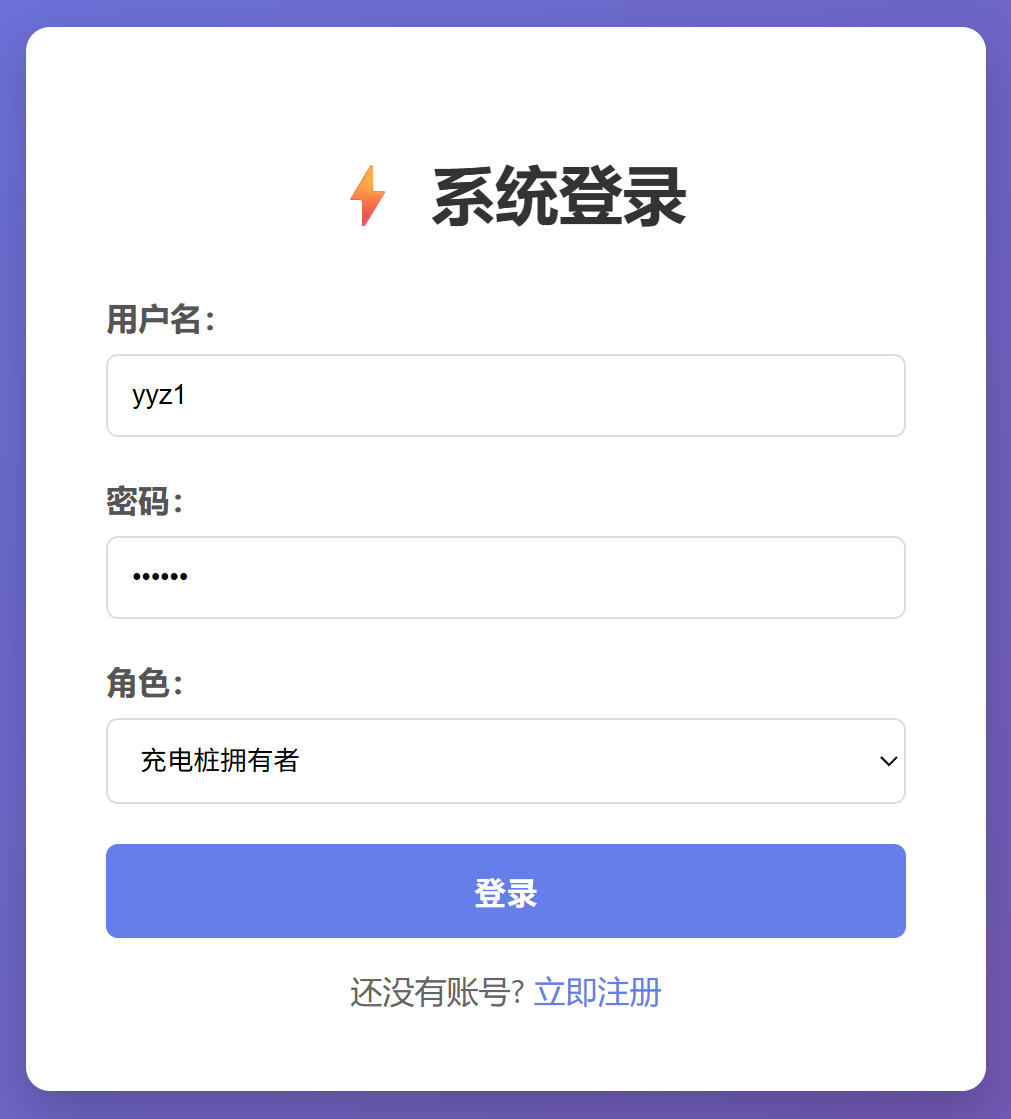 系统登录
用户名：
yyz1
密码：
••••••
角色：
充电桩拥有者
登录
还没有账号? 立即注册